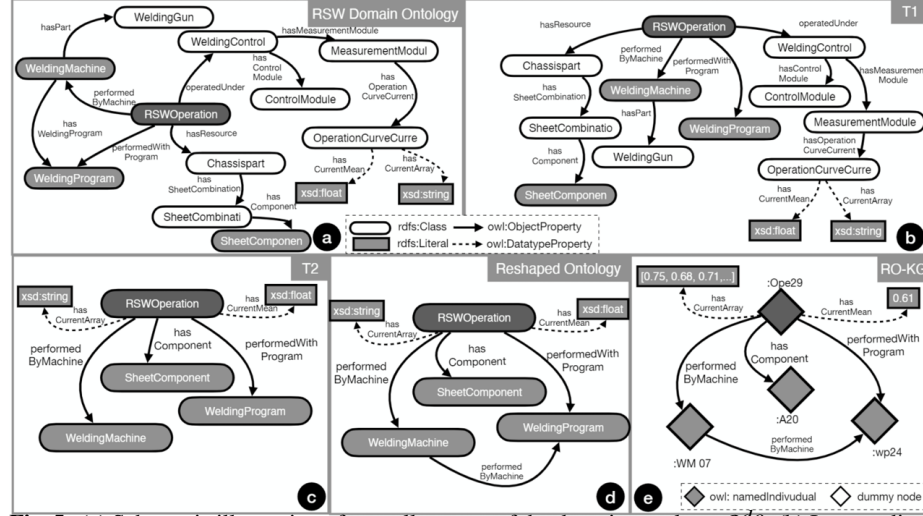 RSW Domain Ontology
WeldingGun
hasPart
WeldingControl
hasMeasurementModule
MeasurementModul
WeldingMachine
has
Control
Module
has
Operation
CurveCurrent
performed
ByMachine
operatedUnder
ControlModule
RSWOperation
has
WeldingProgram
hasResource
OperationCurveCurre
performedWith
Program
Chassispart
has
CurrentMean
has
CurrentArray
WeldingProgram
has
SheetCombination
xsd:float
xsd:string
has
Component
SheetCombinati
SheetComponen
a
rdfs:Class
owl:ObjectProperty
rdfs:Literal
owl:DatatypeProperty
T1
RSWOperation
hasResource
operatedUnder
performed
ByMachine
performedWith
Program
WeldingControl
Chassispart
hasControl
Module
hasMeasurement
Module
WeldingMachine
ControlModule
has
SheetCombination
hasPart
SheetCombinatio
WeldingProgram
MeasurementModule
has
Component
WeldingGun
hasOperation
CurveCurrent
OperationCurveCurre
SheetComponen
has
CurrentMean
has
CurrentArray
xsd:float
xsd:string
b
T2
xsd:string
RSWOperation
xsd:float
has
CurrentArray
has
CurrentMean
performed
ByMachine
has
Component
performedWith
Program
SheetComponent
WeldingProgram
WeldingMachine
c
Reshaped Ontology
xsd:string
RSWOperation
xsd:float
has
CurrentArray
has
CurrentMean
performed
ByMachine
has
Component
performedWith
Program
SheetComponent
WeldingProgram
WeldingMachine
performed
ByMachine
d
RO-KG
[0.75, 0.68, 0.71,...]
:Ope29
0.61
has
CurrentArray
has
CurrentMean
performed
ByMachine
has
Component
performedWith
Program
:A20
:WM 07
performed
ByMachine
:wp24
e
owl: namedIndivudual
dummy node